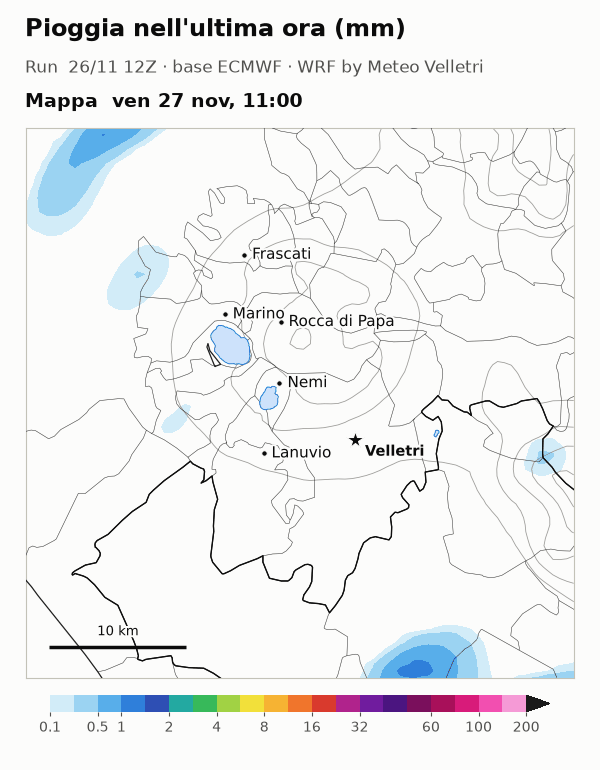 Pioggia nell'ultima ora (mm)
Run  26/11 12Z · base ECMWF · WRF by Meteo Velletri
Mappa  ven 27 nov, 11:00
Frascati
Marino
Rocca di Papa
Nemi
Velletri
Lanuvio
10 km
0.1 0.5 1 2 4 8 16 32 60 100 200